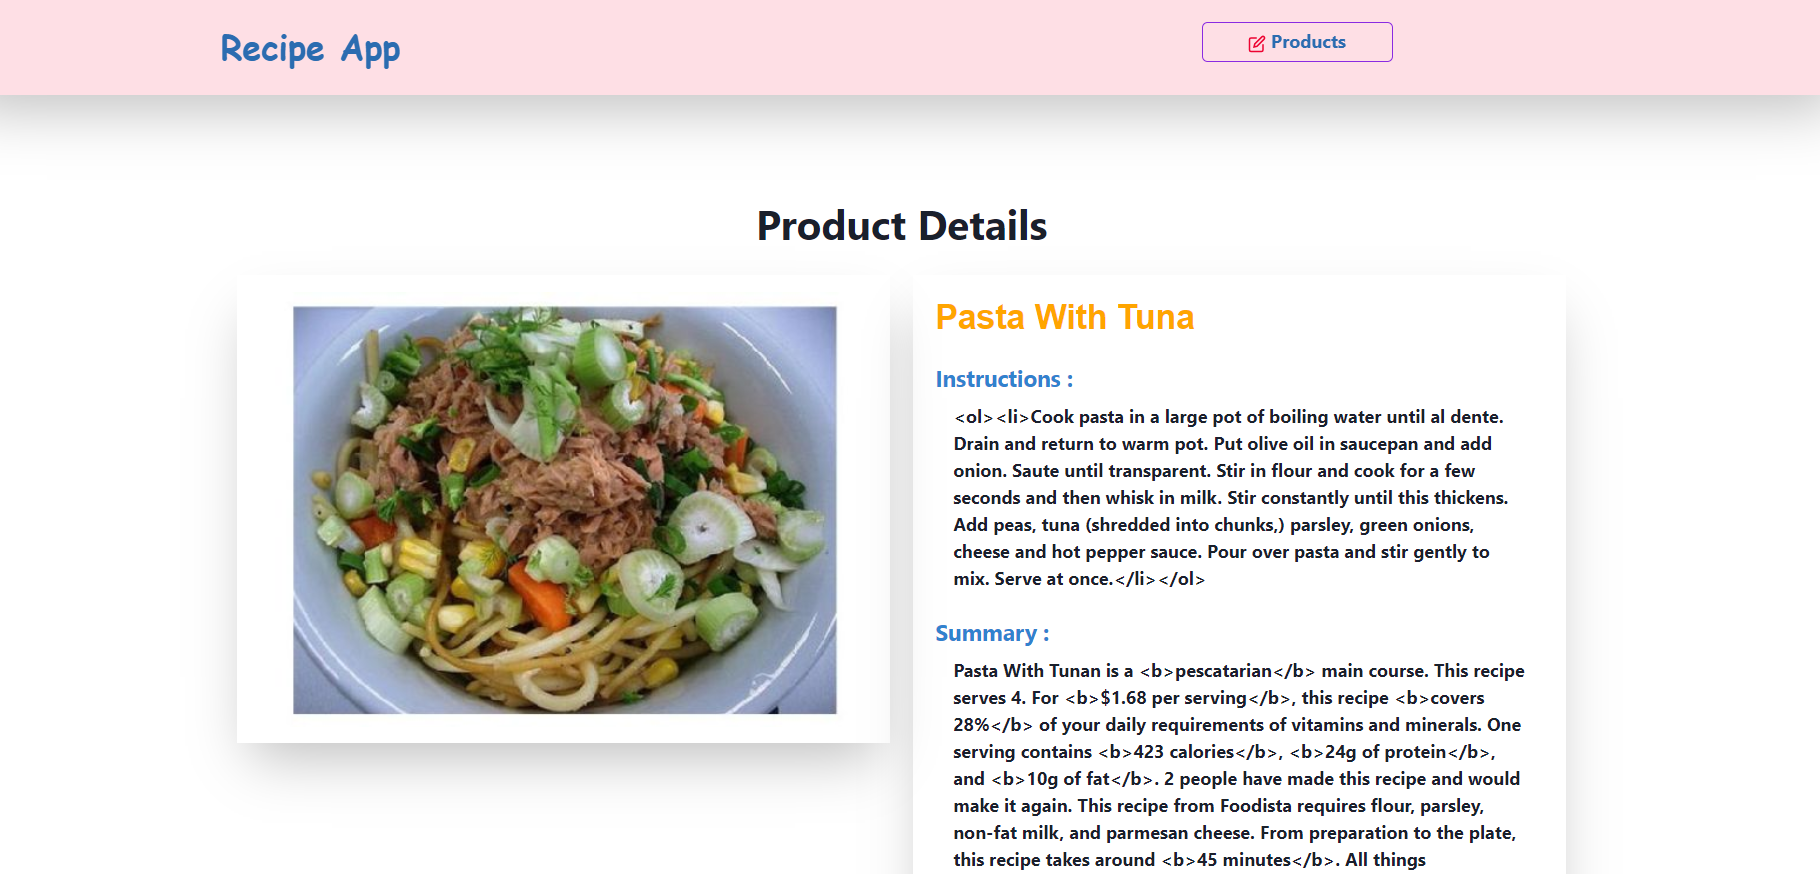 Recipe App
Products
Product Details
Pasta With Tuna
Instructions :
<ol><li>Cook pasta in a large pot of boiling water until al dente.
Drain and return to warm pot. Put olive oil in saucepan and add
onion. Saute until transparent. Stir in flour and cook for a few
seconds and then whisk in milk. Stir constantly until this thickens.
Add peas, tuna (shredded into chunks,) parsley, green onions,
cheese and hot pepper sauce. Pour over pasta and stir gently to
mix. Serve at once.</li></ol>
Summary :
Pasta With Tunan is a <b>pescatarian</b> main course. This recipe
serves 4. For <b>$1.68 per serving</b>, this recipe <b>covers
28%</b> of your daily requirements of vitamins and minerals. One
serving contains <b>423 calories</b>, <b>24g of protein</b>,
and <b>10g of fat</b>. 2 people have made this recipe and would
make it again. This recipe from Foodista requires flour, parsley,
non-fat milk, and parmesan cheese. From preparation to the plate,
this recipe takes around <b>45 minutes</b>. All things